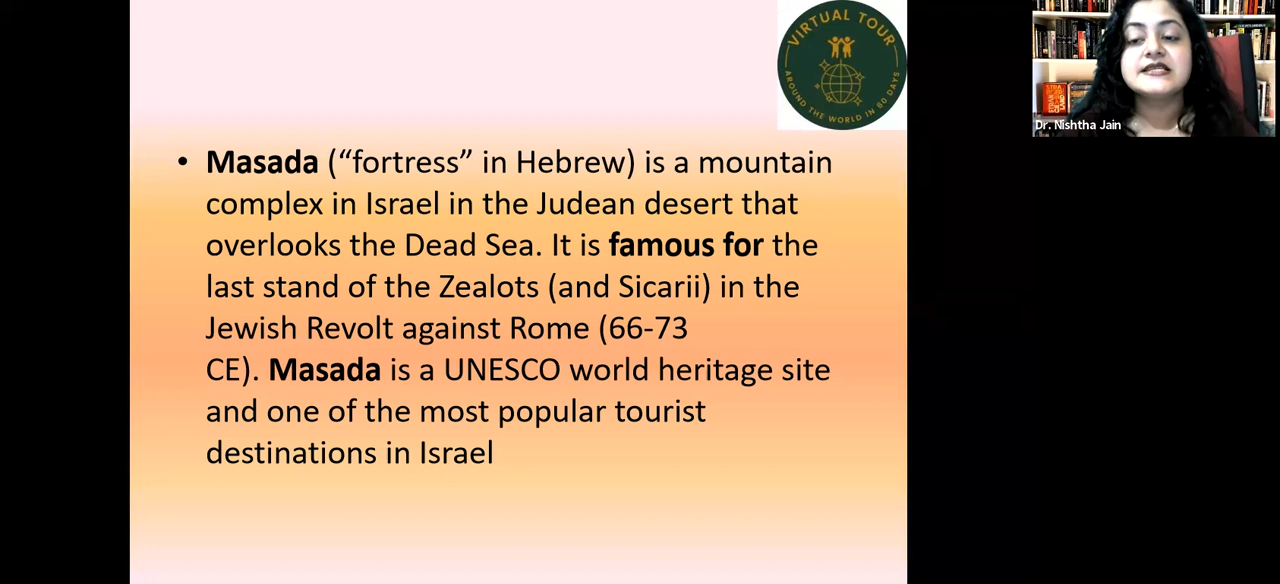 VIRTUAL TOUR
AROUND THE WORLD IN 80 DAYS
Dr. Nishtha Jain
• Masada (“fortress” in Hebrew) is a mountain
complex in Israel in the Judean desert that
overlooks the Dead Sea. It is famous for the
last stand of the Zealots (and Sicarii) in the
Jewish Revolt against Rome (66-73
CE). Masada is a UNESCO world heritage site
and one of the most popular tourist
destinations in Israel